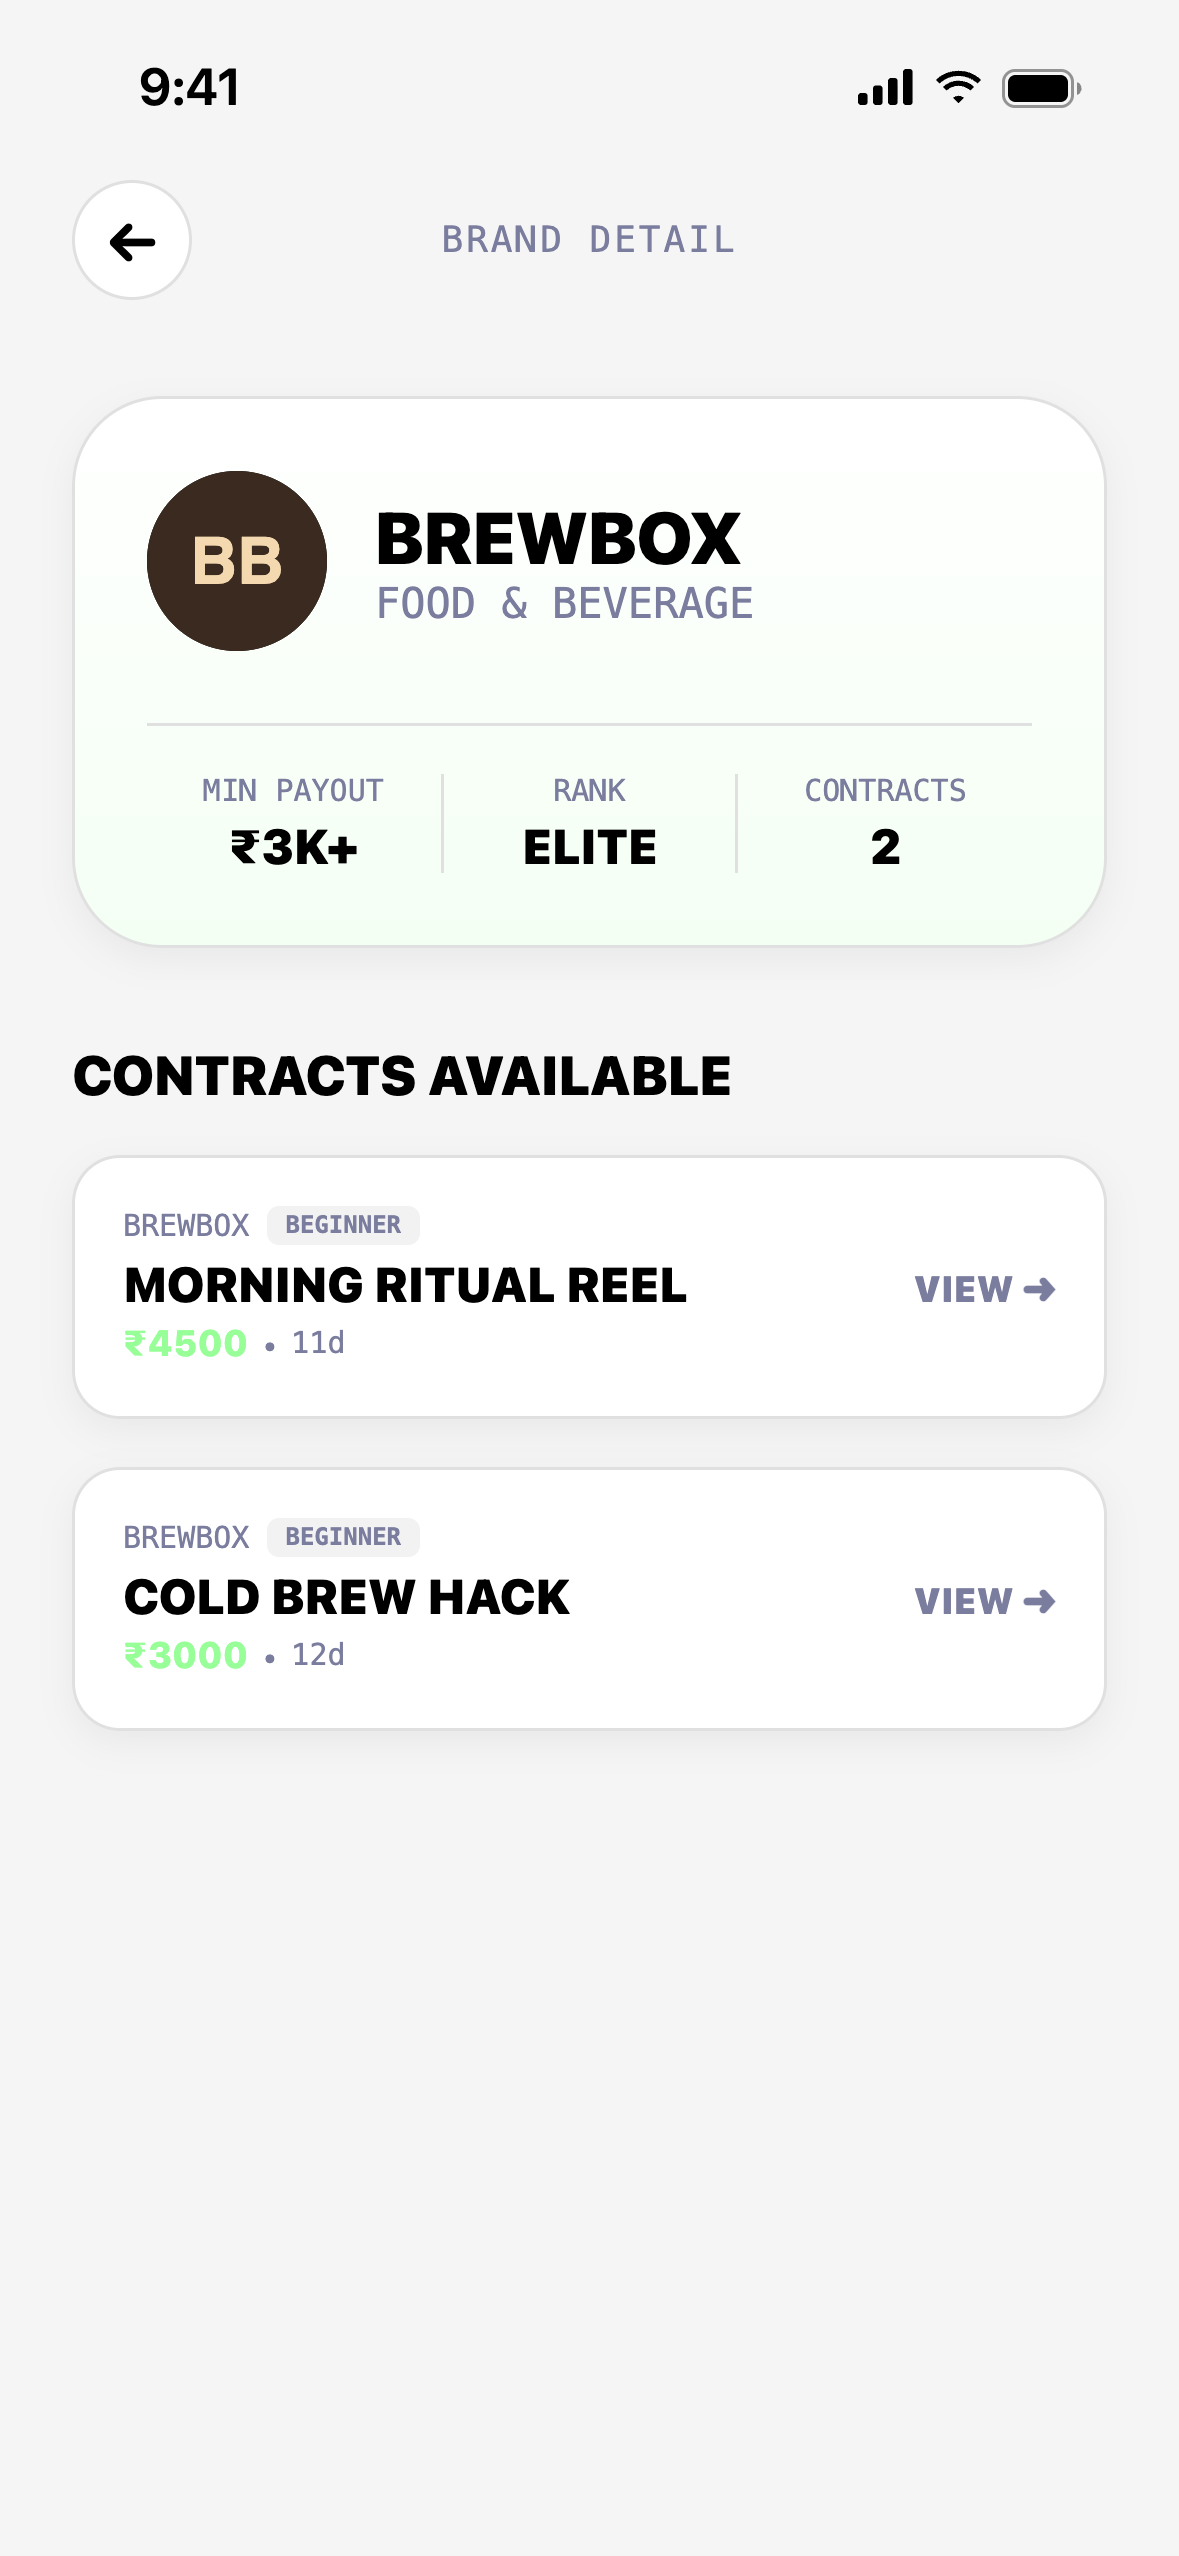 9:41
BRAND DETAIL
BB
BREWBOX
FOOD & BEVERAGE
MIN PAYOUT RANK CONTRACTS
₹3K+ ELITE 2
CONTRACTS AVAILABLE
BREWBOX BEGINNER
MORNING RITUAL REEL
VIEW ➜
₹4500 • 11d
BREWBOX BEGINNER
COLD BREW HACK
VIEW ➜
₹3000 • 12d